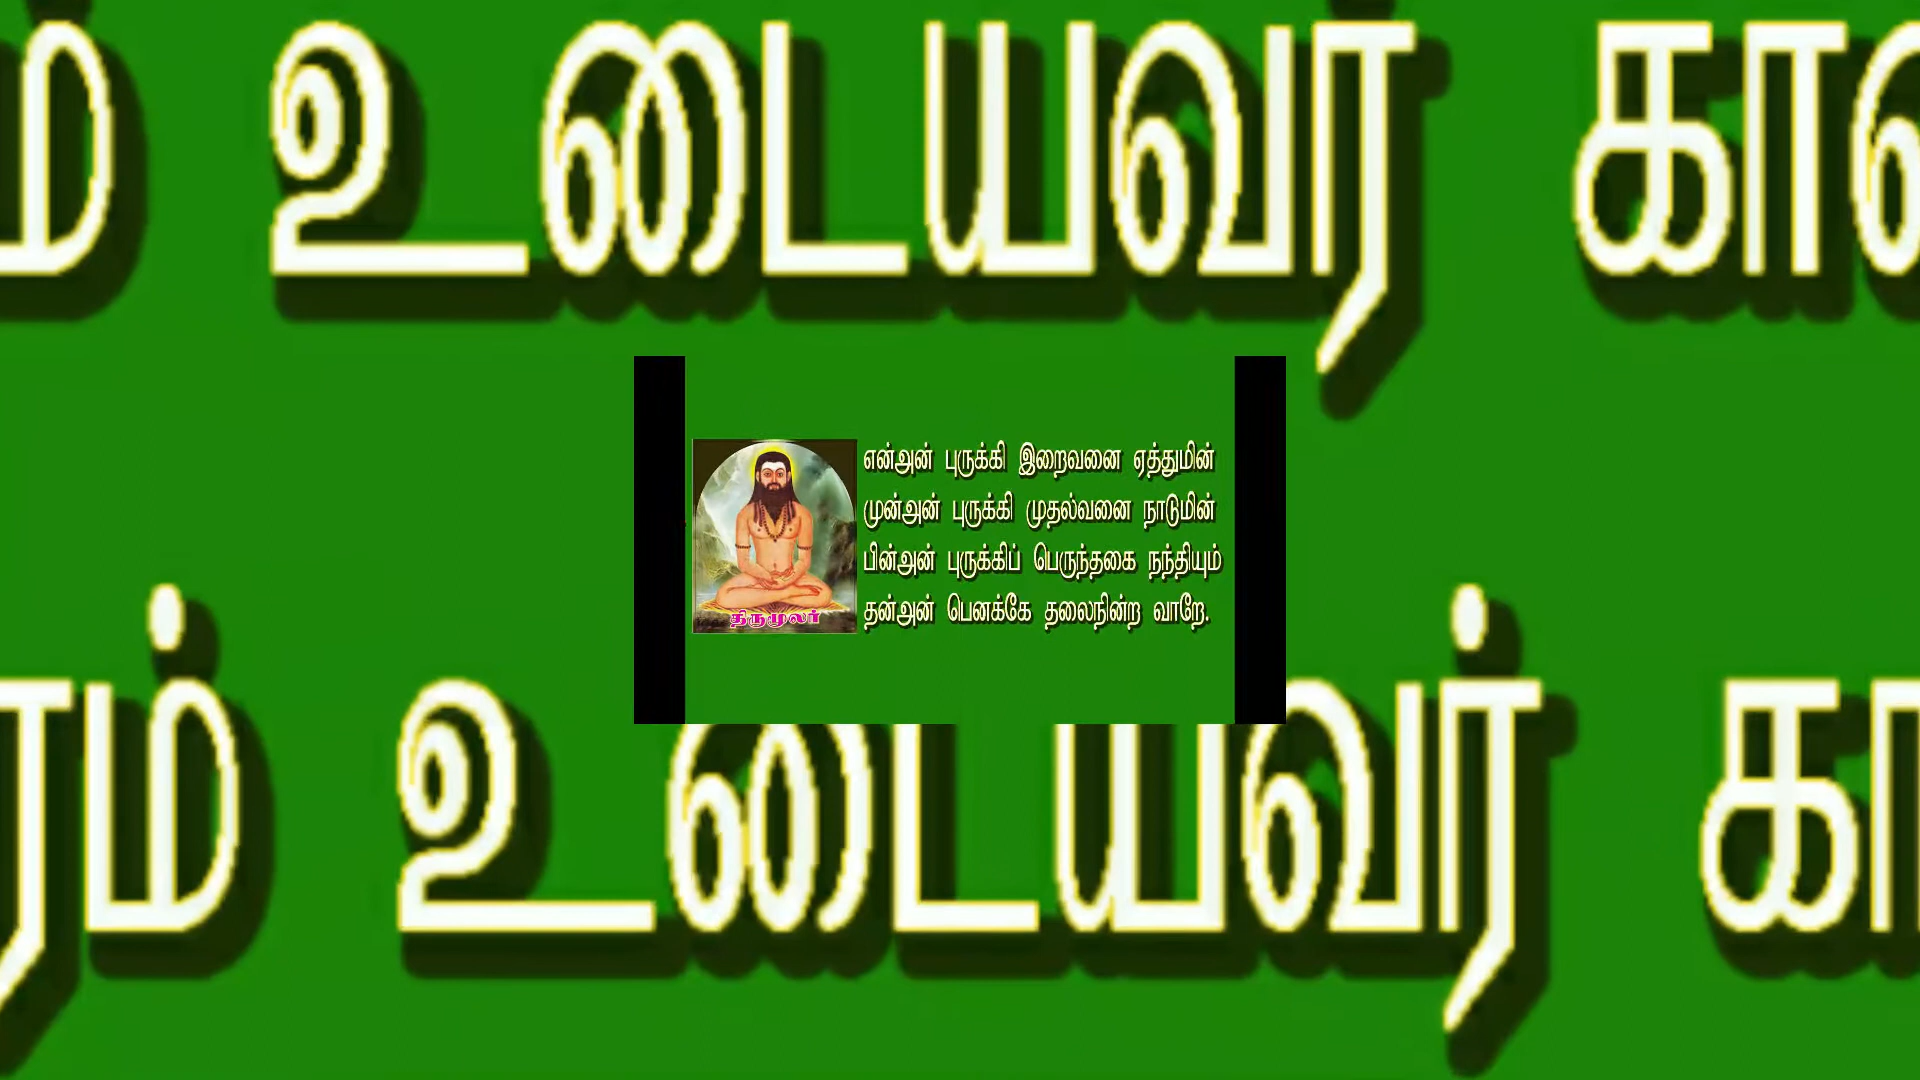 ம் உடையவர் கால
என்அன் புருக்கி இறைவனை ஏத்துமின்
முன்அன் புருக்கி முதல்வனை நாடுமின்
பின்அன் புருக்கிப் பெருந்தகை நந்தியும்
தன்அன் பெனக்கே தலைநின்ற வாறே.
திருமூலர்
ரம் உடையவர் கா